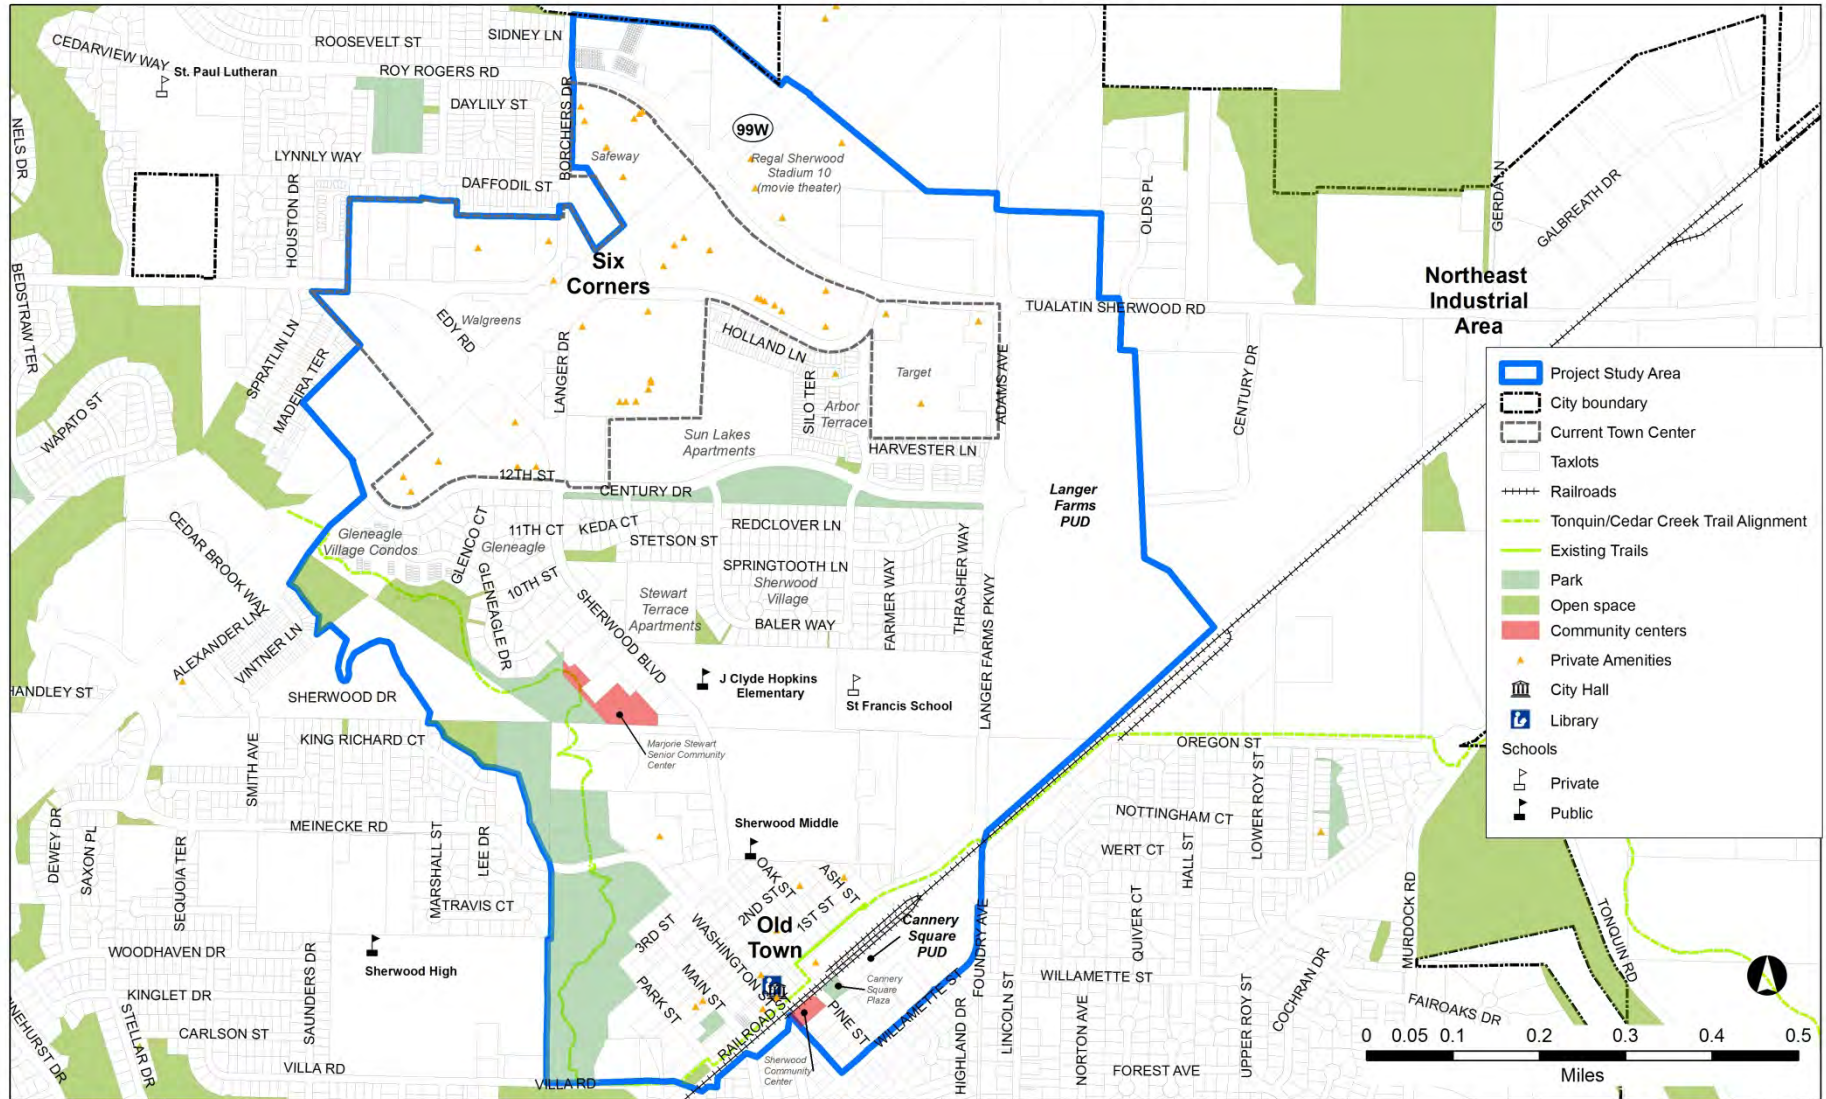 CEDARVIEW WAY
St. Paul Lutheran
ROOSEVELT ST
SIDNEY LN
ROY ROGERS RD
DAYLILY ST
BORCHERS DR
NELS DR
LYNNLY WAY
DAFFODIL ST
HOUSTON DR
Safeway
99W
Regal Sherwood
Stadium 10
(movie theater)
OLDS PL
GERDA LN
GALBREATH DR
Six
Corners
Northeast
Industrial
Area
BEDSTRAW TER
SPRATLIN LN
MADEIRA TER
EDY RD
Walgreens
LANGER DR
HOLLAND LN
SILO TER
Arbor
Terrace
Target
ADAMS AVE
TUALATIN SHERWOOD RD
CENTURY DR
WAPATO ST
Sun Lakes
Apartments
HARVESTER LN
12TH ST
CENTURY DR
Langer
Farms
PUD
CEDAR BROOK WAY
Gleneagle
Village Condos
GLENCO CT
11TH CT
Gleneagle
KEDA CT
STETSON ST
REDCLOVER LN
SPRINGTOOTH LN
Sherwood
Village
10TH ST
GLENEAGLE DR
SHERWOOD BLVD
Stewart
Terrace
Apartments
BALER WAY
FARMER WAY
THRASHER WAY
LANGER FARMS PKWY
ALEXANDER LN
VINTNER LN
HANDLEY ST
SHERWOOD DR
J Clyde Hopkins
Elementary
St Francis School
Marjorie Stewart
Senior Community
Center
KING RICHARD CT
SMITH AVE
OREGON ST
LOWER ROY ST
NOTTINGHAM CT
WERT CT
HALL ST
DEWEY DR
SAXON PL
MEINECKE RD
SEQUOIA TER
MARSHALL ST
LEE DR
TRAVIS CT
Sherwood Middle
OAK ST
2ND ST
ASH ST
1ST ST
3RD ST
WASHINGTON ST
Old
Town
Cannery
Square
PUD
FOUNDRY AVE
QUIVER CT
MURDOCK RD
TONQUIN RD
WOODHAVEN DR
Sherwood High
SAUNDERS DR
KINGLET DR
CARLSON ST
STELLAR DR
VILLA RD
VILLA RD
PARK ST
MAIN ST
RAILROAD ST
Cannery
Square
Plaza
PINE ST
WILLAMETTE ST
Sherwood
Community
Center
HIGHLAND DR
LINCOLN ST
WILLAMETTE ST
NORTON AVE
UPPER ROY ST
COCHRAN DR
FAIROAKS DR
FOREST AVE
Project Study Area
City boundary
Current Town Center
Taxlots
Railroads
Tonquin/Cedar Creek Trail Alignment
Existing Trails
Park
Open space
Community centers
Private Amenities
City Hall
Library
Schools
Private
Public
0 0.05 0.1 0.2 0.3 0.4 0.5
Miles